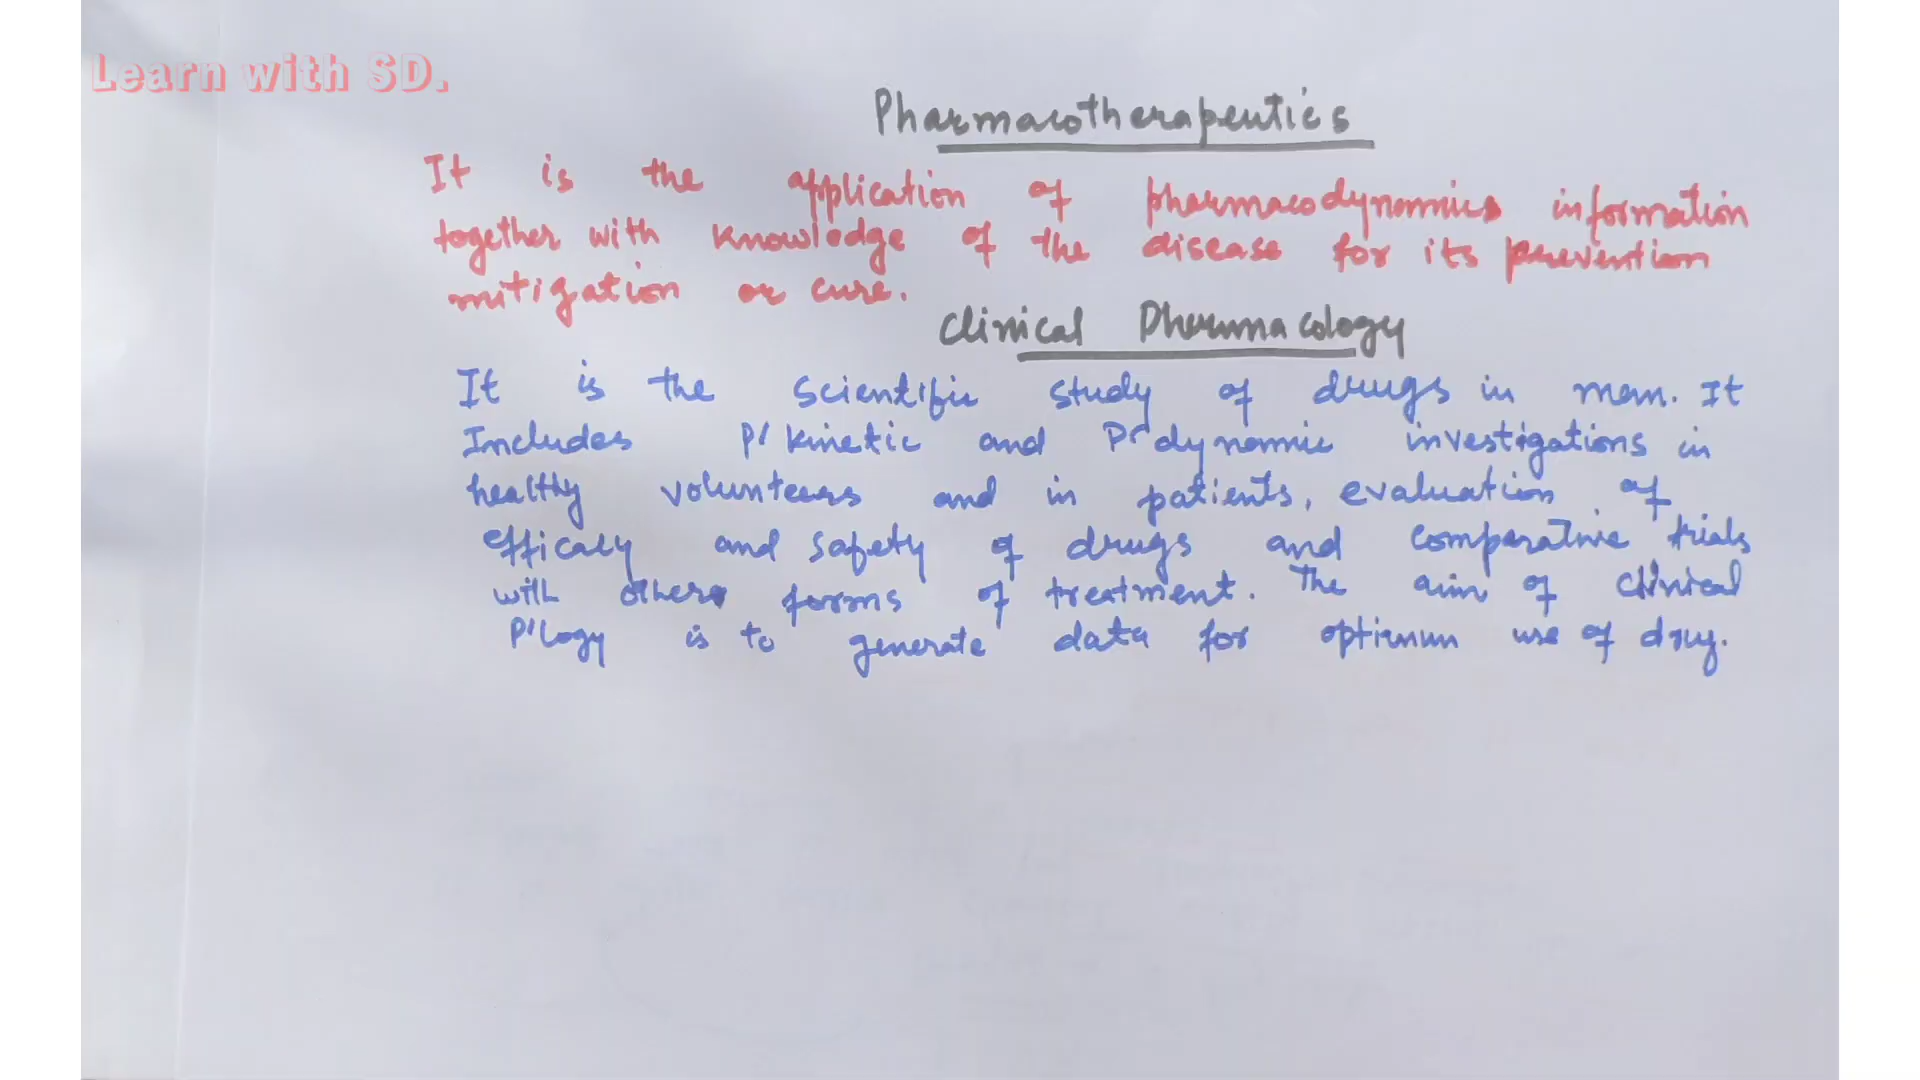 Learn with SD.
Pharmacotherapeutics
It is the application of pharmacodynamics information
together with knowledge of the disease for its prevention
mitigation or cure.
Clinical Pharmacology
It is the scientific study of drugs in man. It
Includes P'kinetic and P'dynamic investigations in
healthy volunteers and in patients, evaluation of
efficacy and safety of drugs and comparative trials
with others forms of treatment. The aim of clinical
P'logy is to generate data for optimum use of drug.